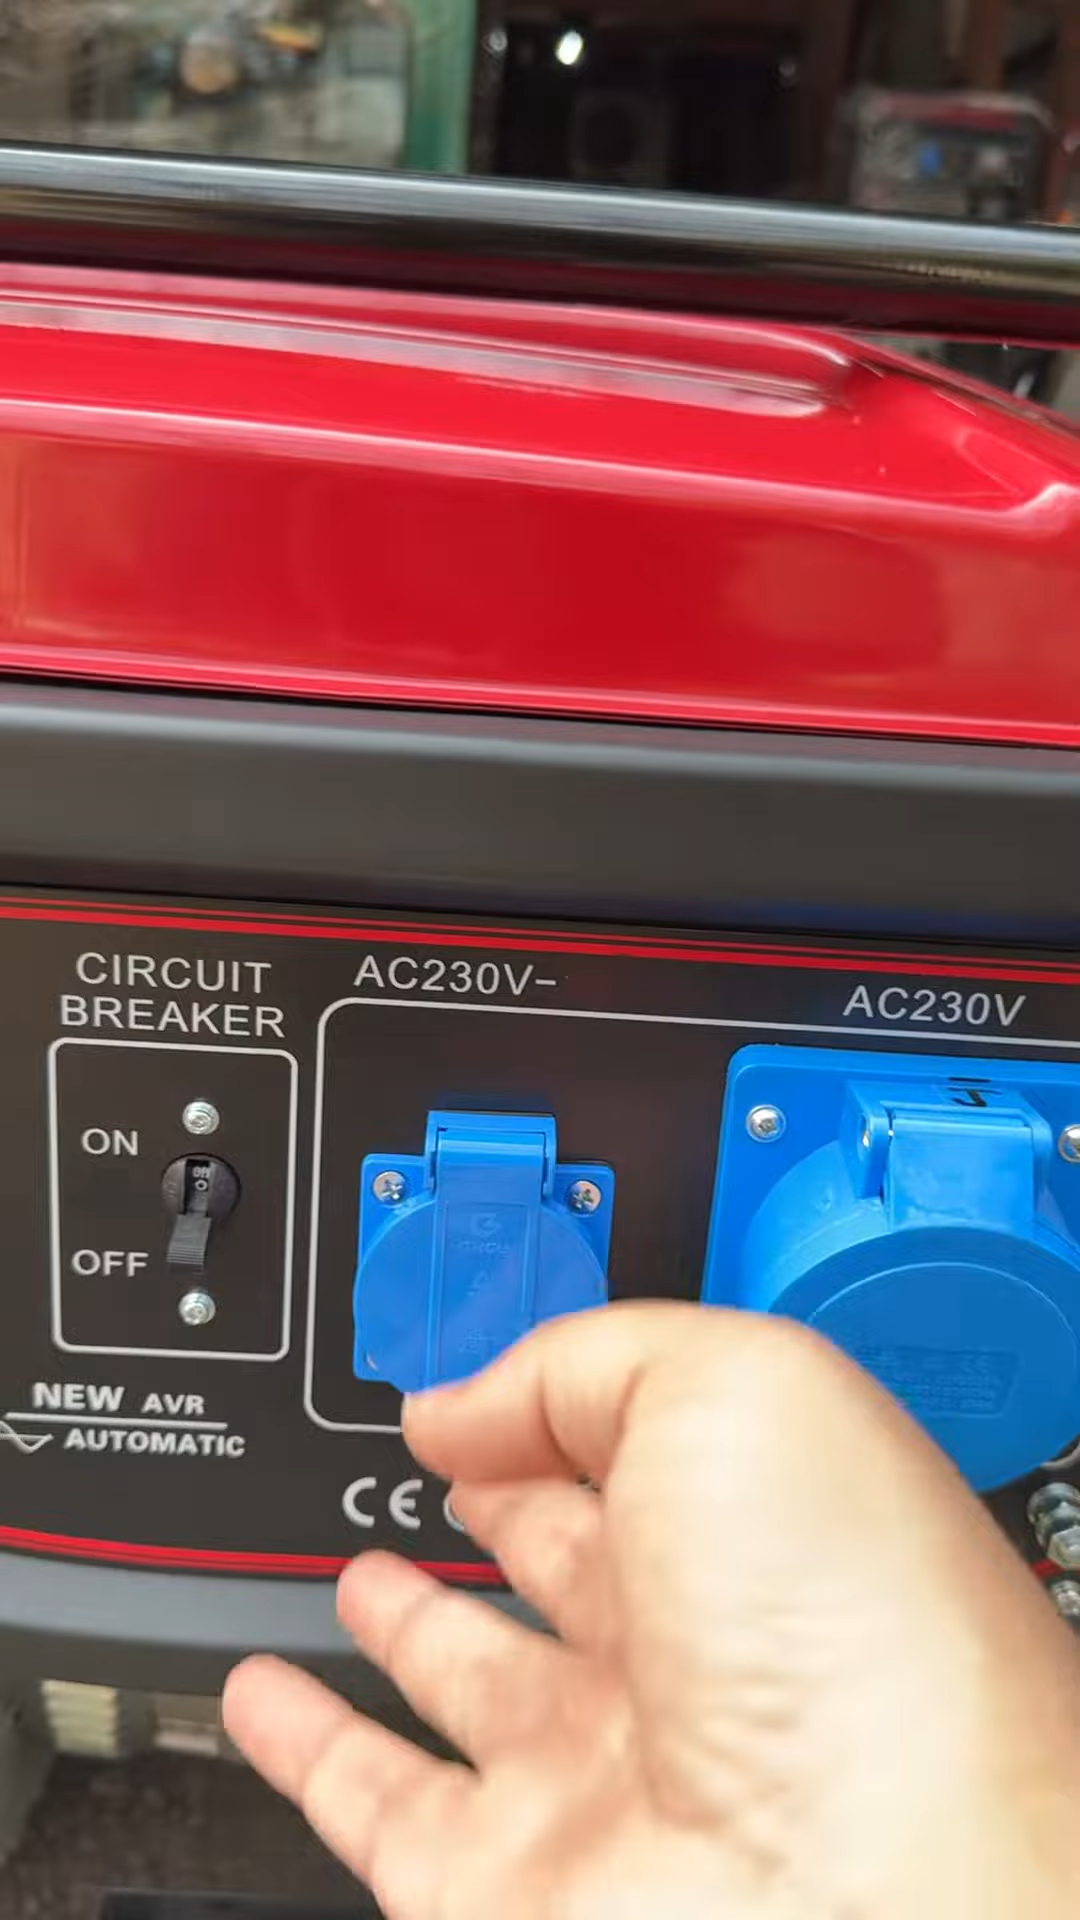 CIRCUIT
BREAKER
ON
OFF
NEW AVR
AUTOMATIC
AC230V~
AC230V
CE